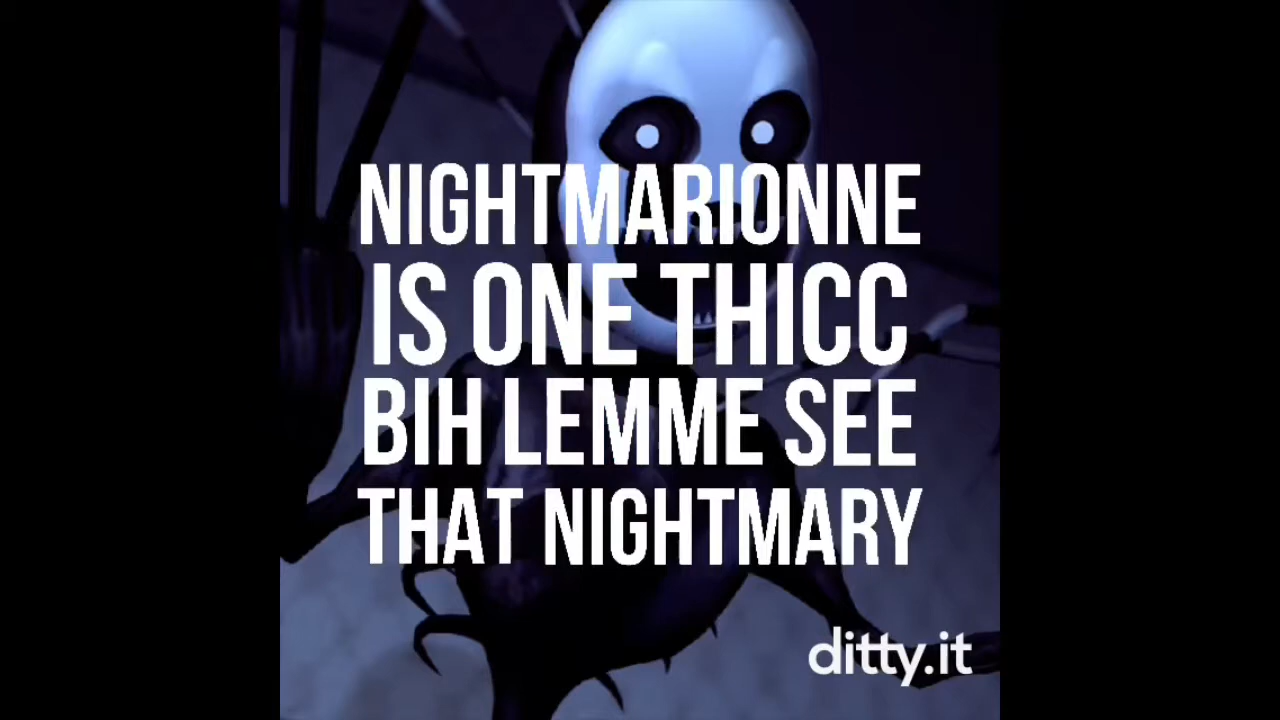 NIGHTMARIONNE
IS ONE THICC
BIH LEMME SEE
THAT NIGHTMARY
ditty.it